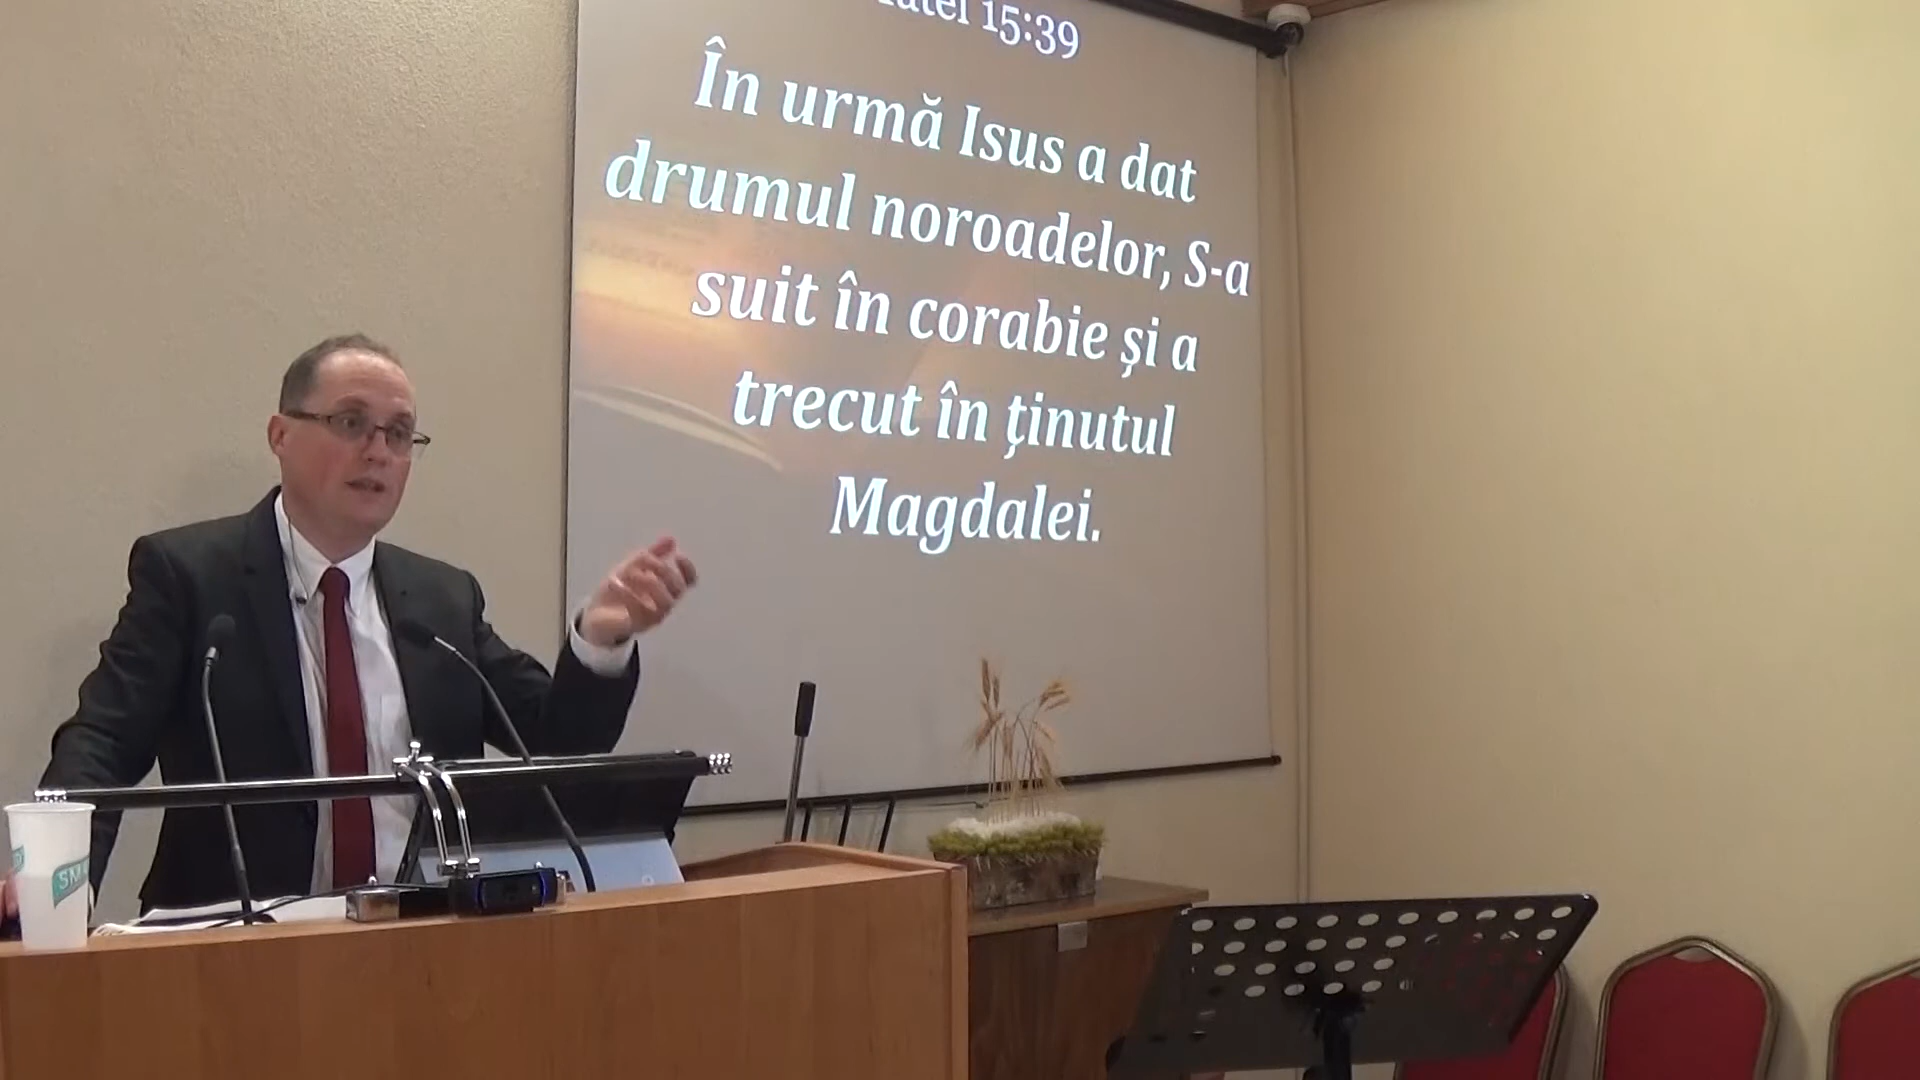 15:39
În urmă Isus a dat
drumul noroadelor, S-a
suit în corabie și a
trecut în ținutul
Magdalei.